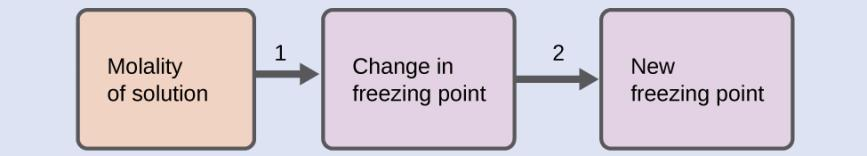 Molality
of solution
1
Change in
freezing point
2
New
freezing point